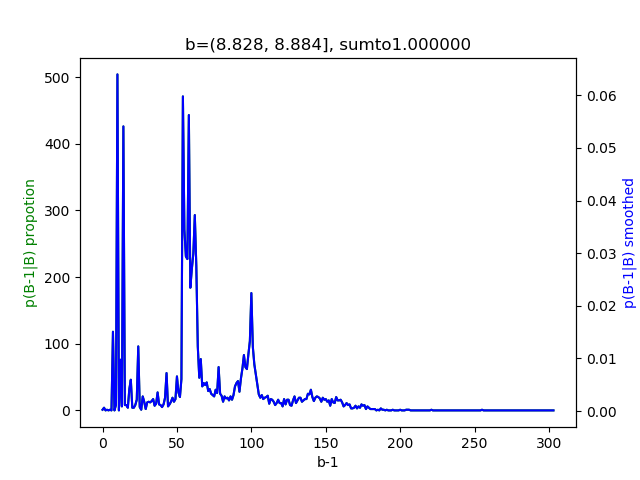 b=(8.828, 8.884], sumto1.000000
500
400
300
200
100
0
p(B-1|B) propotion
0.06
0.05
0.04
0.03
0.02
0.01
0.00
p(B-1|B) smoothed
0 50 100 150 200 250 300
b-1